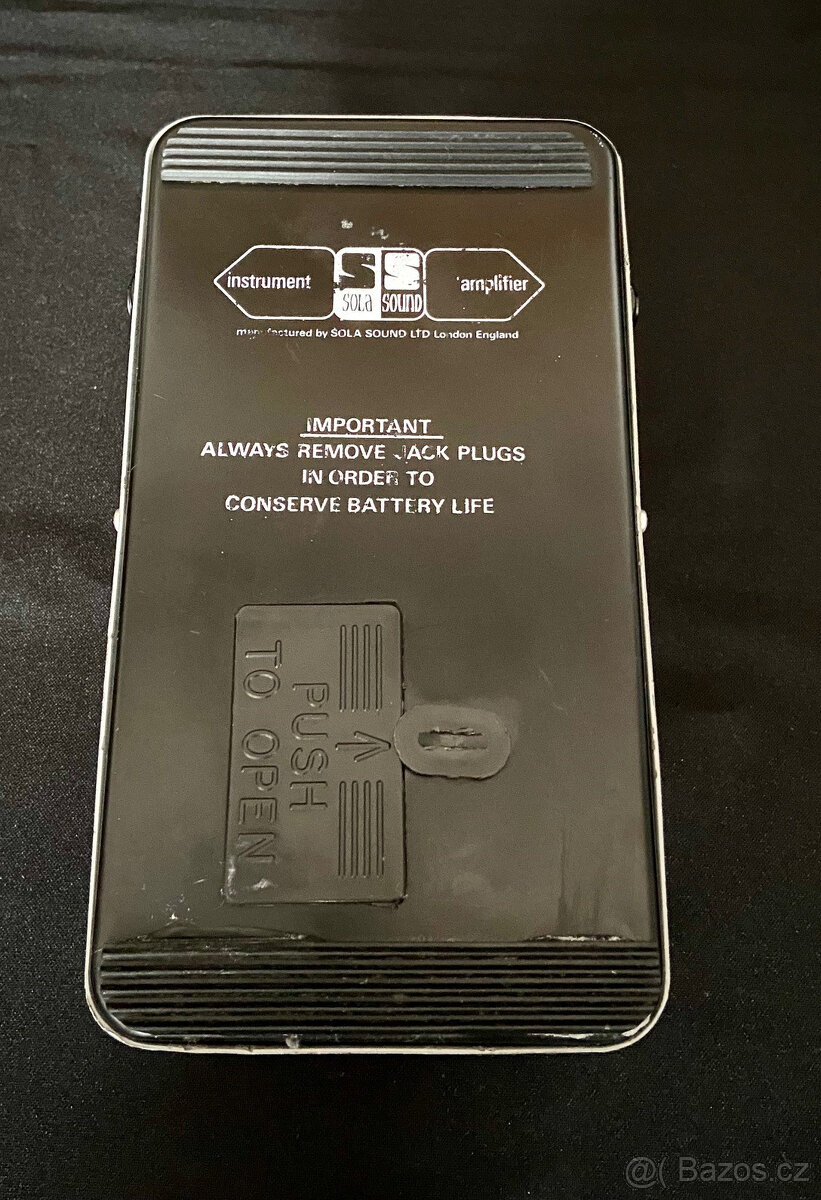 instrument
SOLA SOUND
amplifier
manufactured by SOLA SOUND LTD London England
IMPORTANT
ALWAYS REMOVE JACK PLUGS
IN ORDER TO
CONSERVE BATTERY LIFE
PUSH
TO OPEN
@( Bazos.cz